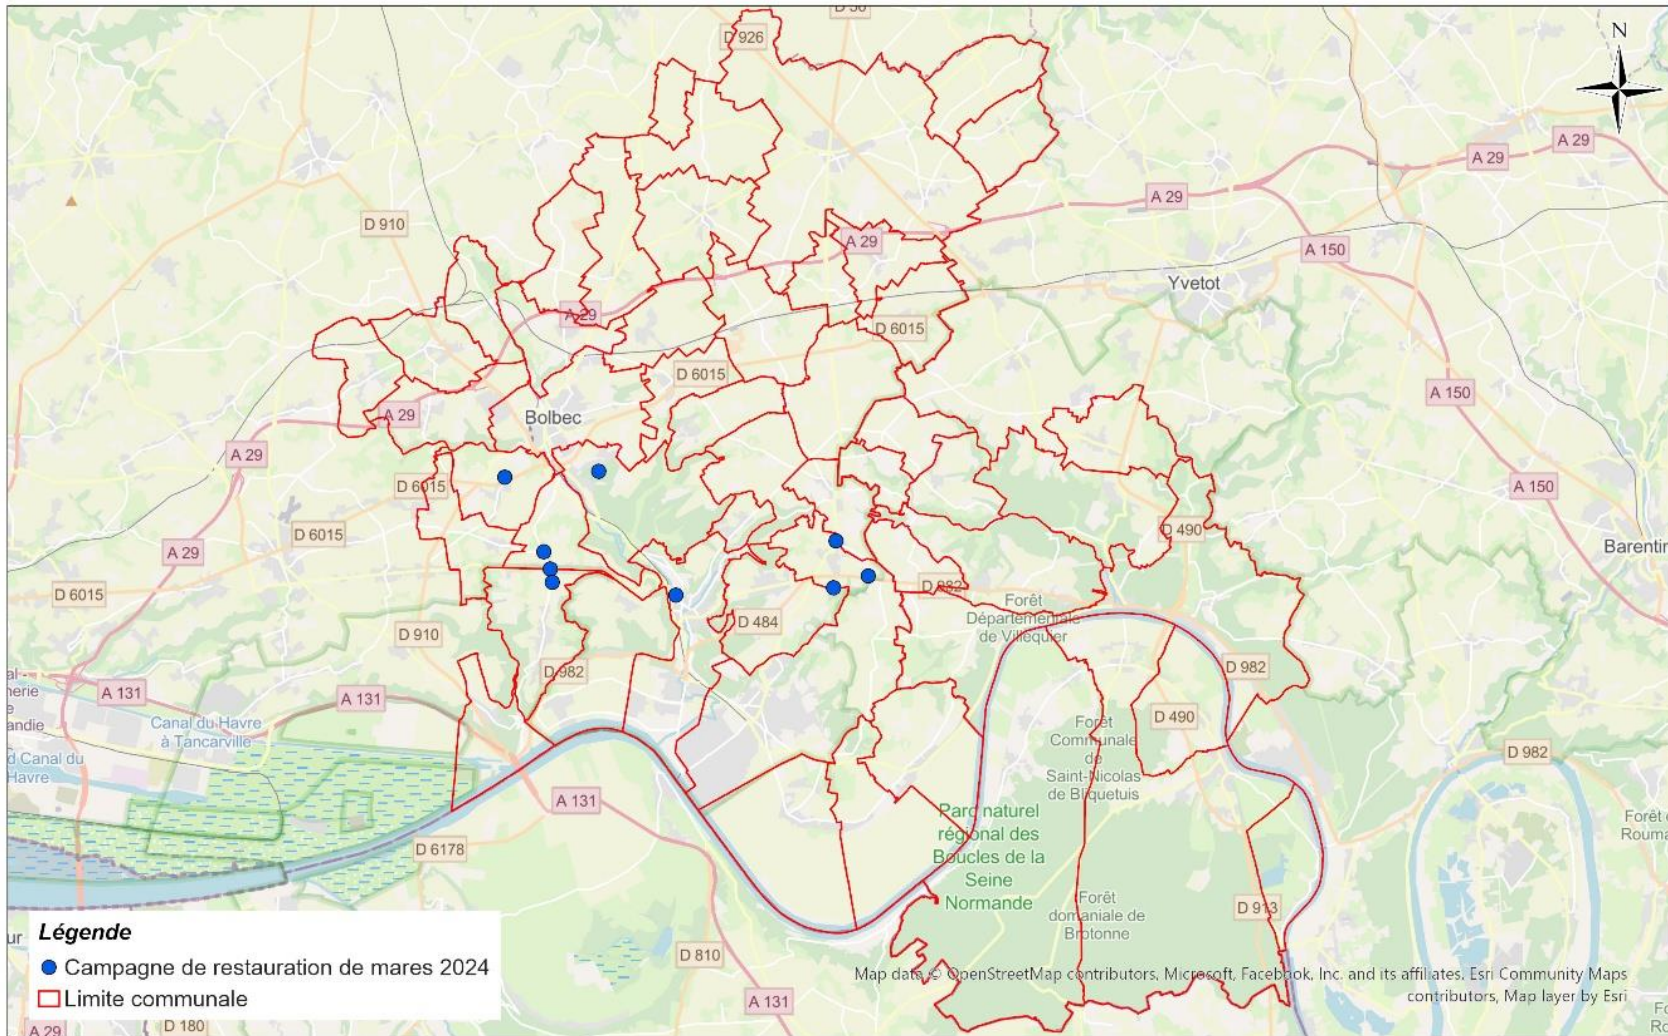 D 926
N
A 29
A 29
A 29
D 910
A 29
A 150
Yvetot
A 29
D 6015
D 6015
A 150
A 29
Bolbec
A 29
D 6015
A 150
D 6015
D 490
A 29
Barentin
D 6015
D 982
Forêt
Départementale
de Villequier
D 484
D 910
D 982
D 982
A 131
A 131
Canal du Havre
à Tancarville
D 490
Forêt
Communale
de
Saint-Nicolas
de Bliquetuis
D 982
d Canal du
Havre
A 131
Parc naturel
régional des
Boucles de la
Seine
Normande
D 6178
Forêt
domaniale de
Brotonne
D 913
D 810
A 131
Légende
Campagne de restauration de mares 2024
Limite communale
A 29
D 180
Map data © OpenStreetMap contributors, Microsoft, Facebook, Inc. and its affiliates, Esri Community Maps
contributors, Map layer by Esri